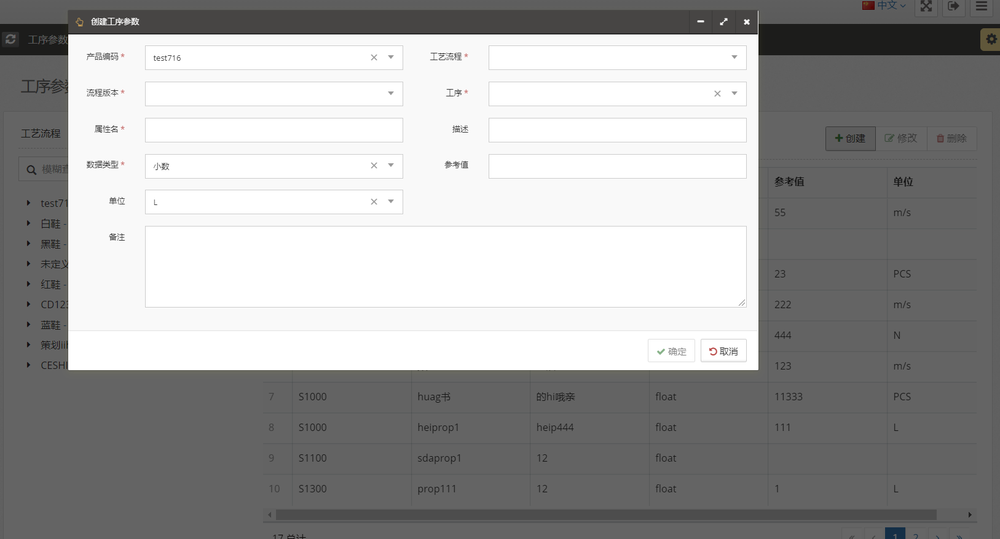 中文
创建工序参数
工序参数
产品编码 * test716 工艺流程 *
工序参数
流程版本 * 工序 *
工艺流程 属性名 * 描述 创建 修改 删除
模糊查 数据类型 * 小数 参考值
参考值 单位
test71 单位 L
55 m/s
白鞋 -
黑鞋 - 备注
未定义
23 PCS
红鞋 -
CD123 222 m/s
蓝鞋 -
444 N
策划iih
确定 取消
CESHI 123 m/s
7 S1000 huag书 的hi哦亲 float 11333 PCS
8 S1000 heiprop1 heip444 float 111 L
9 S1100 sdaprop1 12 float
10 S1300 prop111 12 float 1 L
17 总计 « ‹ 1 2 › »